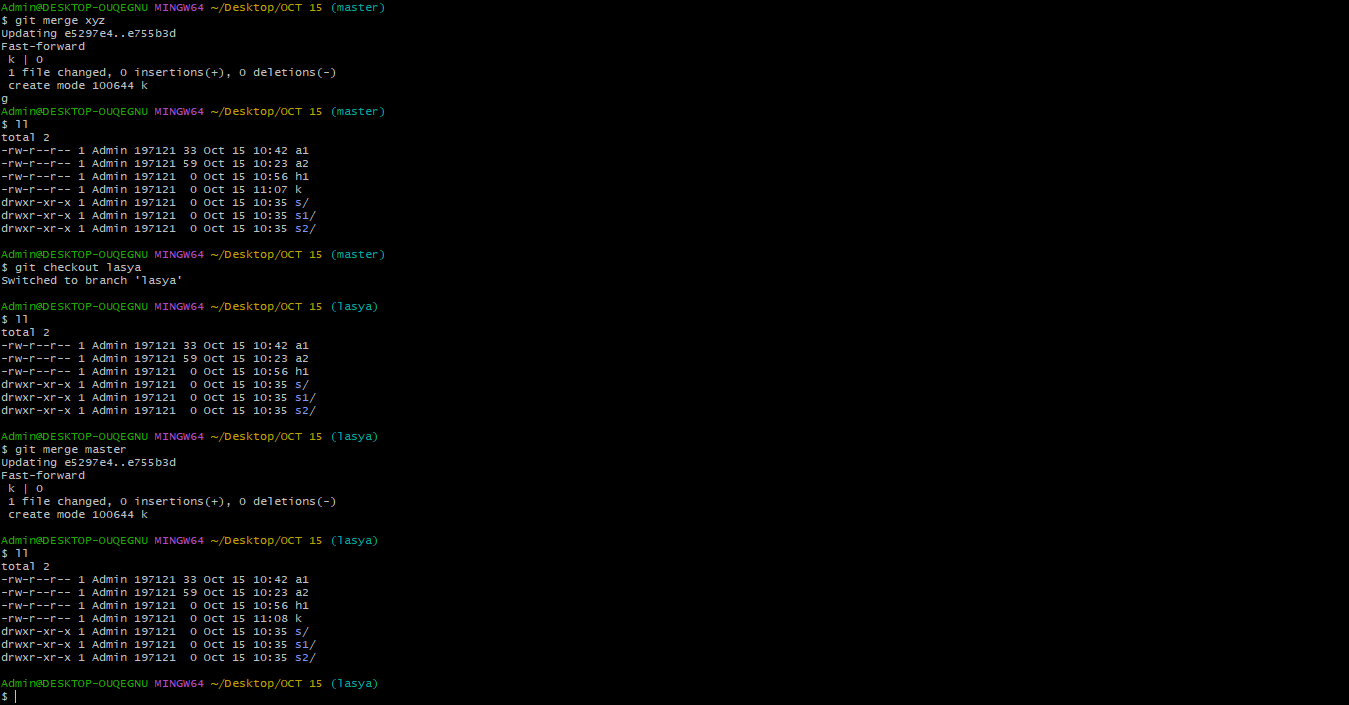 Admin@DESKTOP-OUQEGNU MINGW64 ~/Desktop/OCT 15 (master)
$ git merge xyz
Updating e5297e4..e755b3d
Fast-forward
 k | 0
 1 file changed, 0 insertions(+), 0 deletions(-)
 create mode 100644 k
g
Admin@DESKTOP-OUQEGNU MINGW64 ~/Desktop/OCT 15 (master)
$ ll
total 2
-rw-r--r-- 1 Admin 197121 33 Oct 15 10:42 a1
-rw-r--r-- 1 Admin 197121 59 Oct 15 10:23 a2
-rw-r--r-- 1 Admin 197121  0 Oct 15 10:56 h1
-rw-r--r-- 1 Admin 197121  0 Oct 15 11:07 k
drwxr-xr-x 1 Admin 197121  0 Oct 15 10:35 s/
drwxr-xr-x 1 Admin 197121  0 Oct 15 10:35 s1/
drwxr-xr-x 1 Admin 197121  0 Oct 15 10:35 s2/

Admin@DESKTOP-OUQEGNU MINGW64 ~/Desktop/OCT 15 (master)
$ git checkout lasya
Switched to branch 'lasya'

Admin@DESKTOP-OUQEGNU MINGW64 ~/Desktop/OCT 15 (lasya)
$ ll
total 2
-rw-r--r-- 1 Admin 197121 33 Oct 15 10:42 a1
-rw-r--r-- 1 Admin 197121 59 Oct 15 10:23 a2
-rw-r--r-- 1 Admin 197121  0 Oct 15 10:56 h1
drwxr-xr-x 1 Admin 197121  0 Oct 15 10:35 s/
drwxr-xr-x 1 Admin 197121  0 Oct 15 10:35 s1/
drwxr-xr-x 1 Admin 197121  0 Oct 15 10:35 s2/

Admin@DESKTOP-OUQEGNU MINGW64 ~/Desktop/OCT 15 (lasya)
$ git merge master
Updating e5297e4..e755b3d
Fast-forward
 k | 0
 1 file changed, 0 insertions(+), 0 deletions(-)
 create mode 100644 k

Admin@DESKTOP-OUQEGNU MINGW64 ~/Desktop/OCT 15 (lasya)
$ ll
total 2
-rw-r--r-- 1 Admin 197121 33 Oct 15 10:42 a1
-rw-r--r-- 1 Admin 197121 59 Oct 15 10:23 a2
-rw-r--r-- 1 Admin 197121  0 Oct 15 10:56 h1
-rw-r--r-- 1 Admin 197121  0 Oct 15 11:08 k
drwxr-xr-x 1 Admin 197121  0 Oct 15 10:35 s/
drwxr-xr-x 1 Admin 197121  0 Oct 15 10:35 s1/
drwxr-xr-x 1 Admin 197121  0 Oct 15 10:35 s2/

Admin@DESKTOP-OUQEGNU MINGW64 ~/Desktop/OCT 15 (lasya)
$